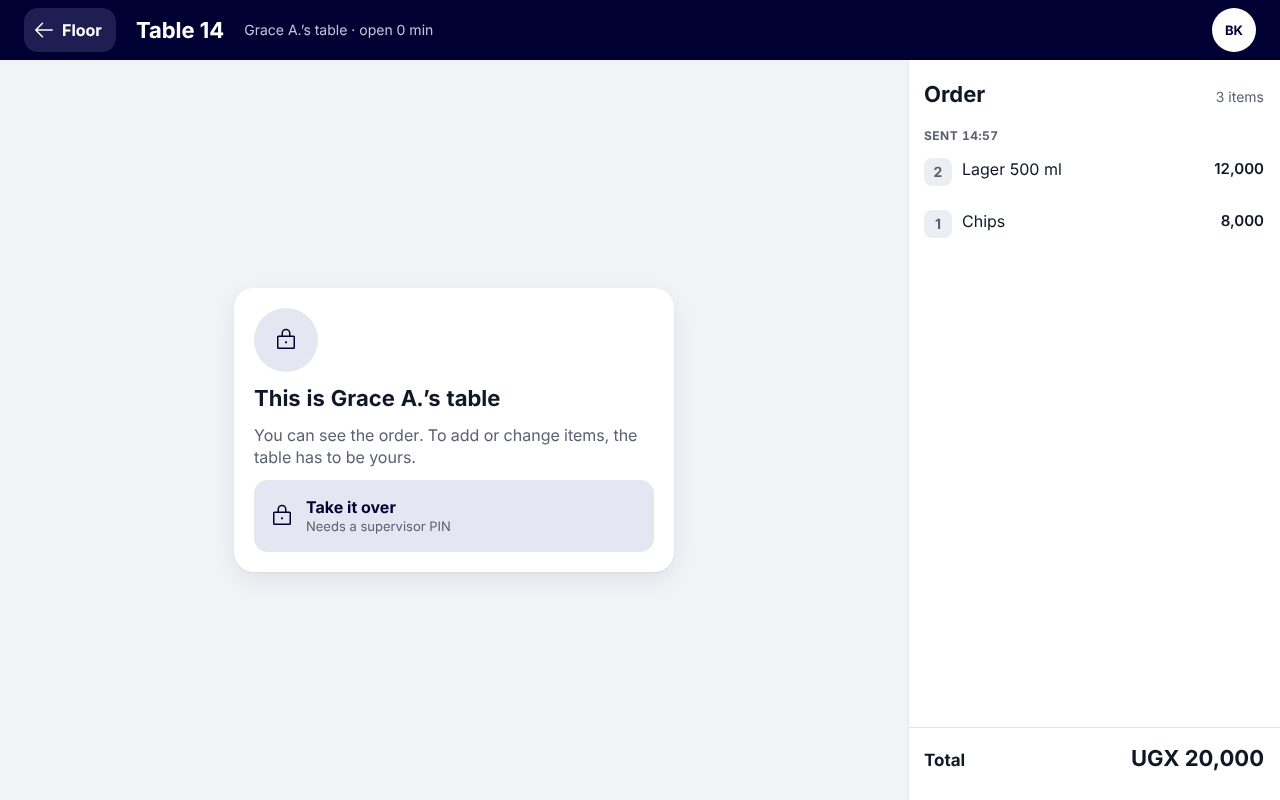 Floor
Table 14
Grace A.’s table · open 0 min
BK
This is Grace A.’s table
You can see the order. To add or change items, the
table has to be yours.
Take it over
Needs a supervisor PIN
Order
3 items
SENT 14:57
2 Lager 500 ml 12,000
1 Chips 8,000
Total UGX 20,000